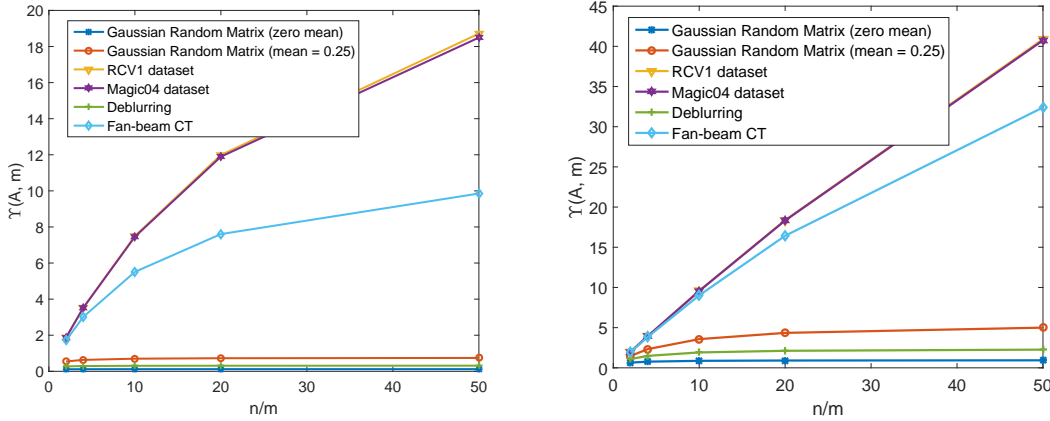 20
18
16
14
12
10
8
6
4
2
0
ϒ(A, m)
Gaussian Random Matrix (zero mean)
Gaussian Random Matrix (mean = 0.25)
RCV1 dataset
Magic04 dataset
Deblurring
Fan-beam CT
0 10 20 30 40 50
n/m
45
40
35
30
25
20
15
10
5
0
ϒ(A, m)
Gaussian Random Matrix (zero mean)
Gaussian Random Matrix (mean = 0.25)
RCV1 dataset
Magic04 dataset
Deblurring
Fan-beam CT
0 10 20 30 40 50
n/m